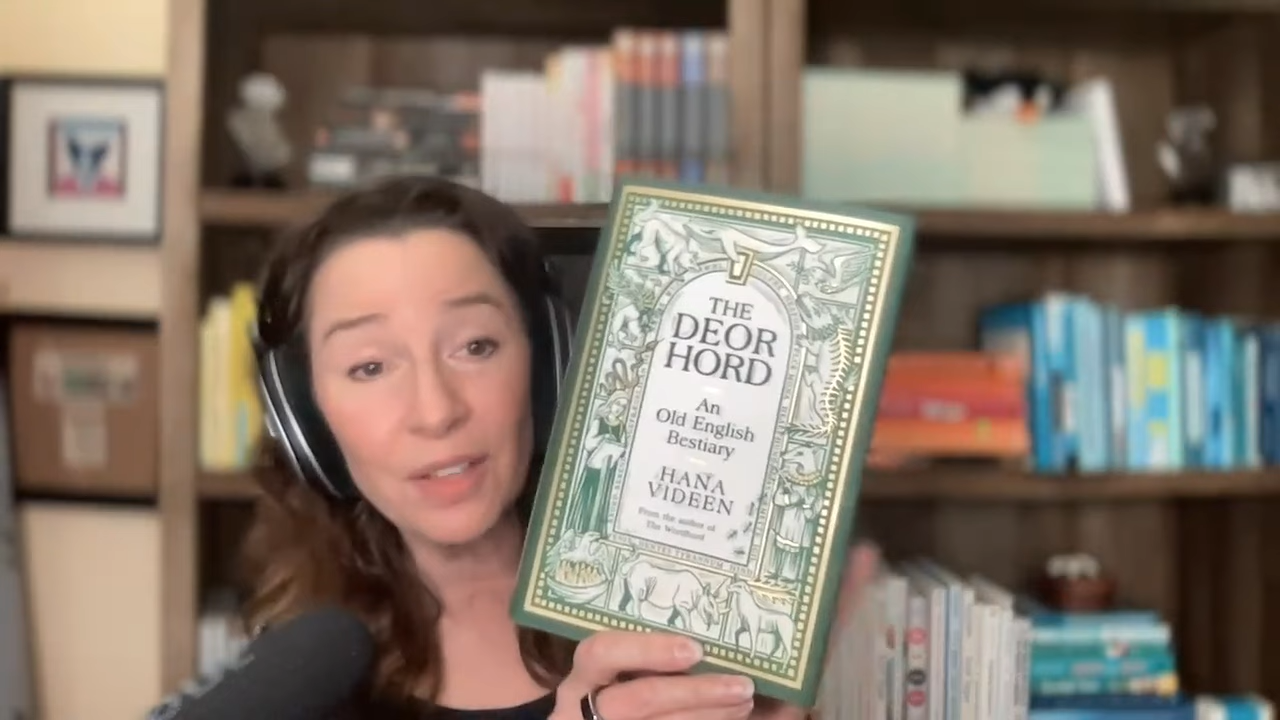 THE
DEOR
HORD
An
Old English
Bestiary
HANA
VIDEEN
From the author of
The Wordhord